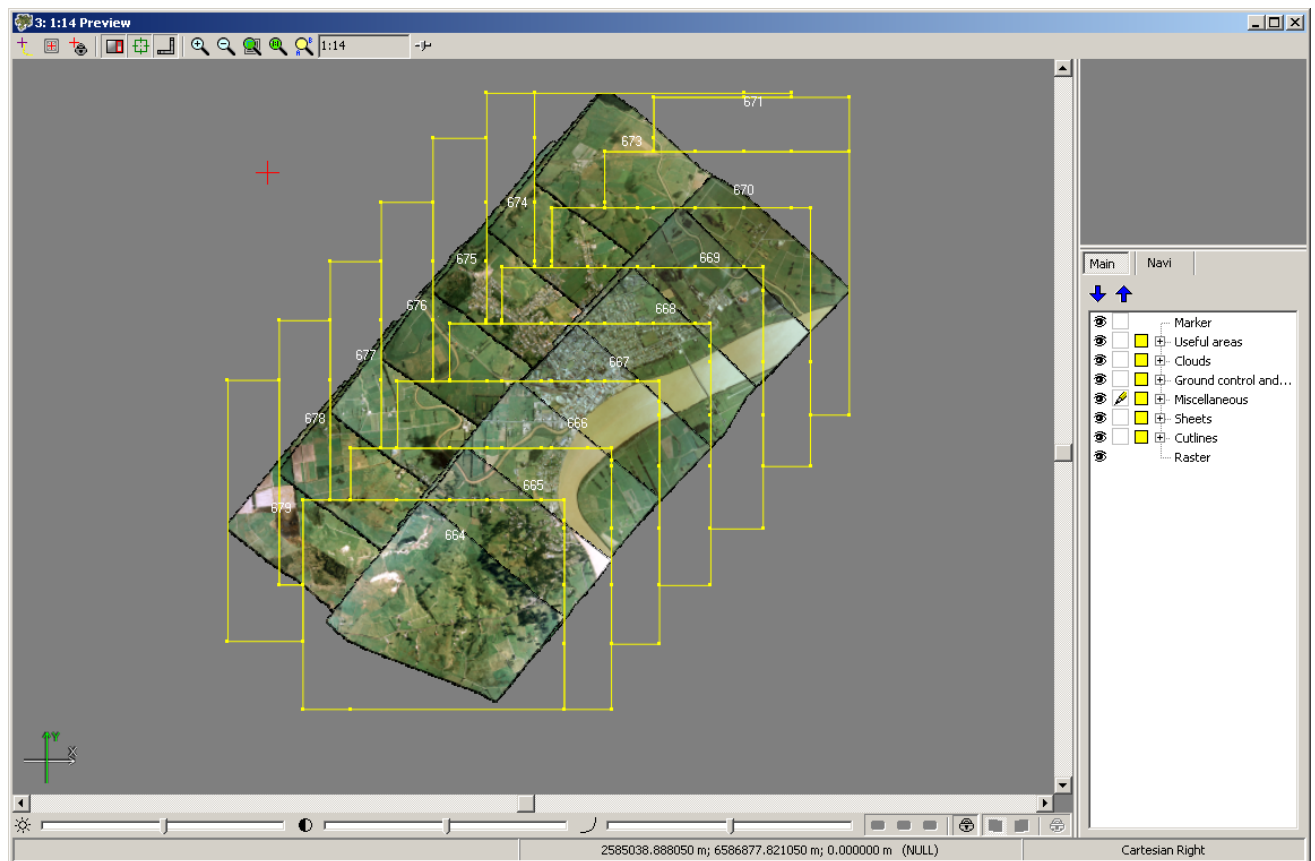 3: 1:14 Preview
1:14
671
673
670
674
669
675
668
676
667
677
666
678
665
679
664
Y
X
Main
Navi
Marker
Useful areas
Clouds
Ground control and...
Miscellaneous
Sheets
Cutlines
Raster
2585038.888050 m; 6586877.821050 m; 0.000000 m (NULL)
Cartesian Right